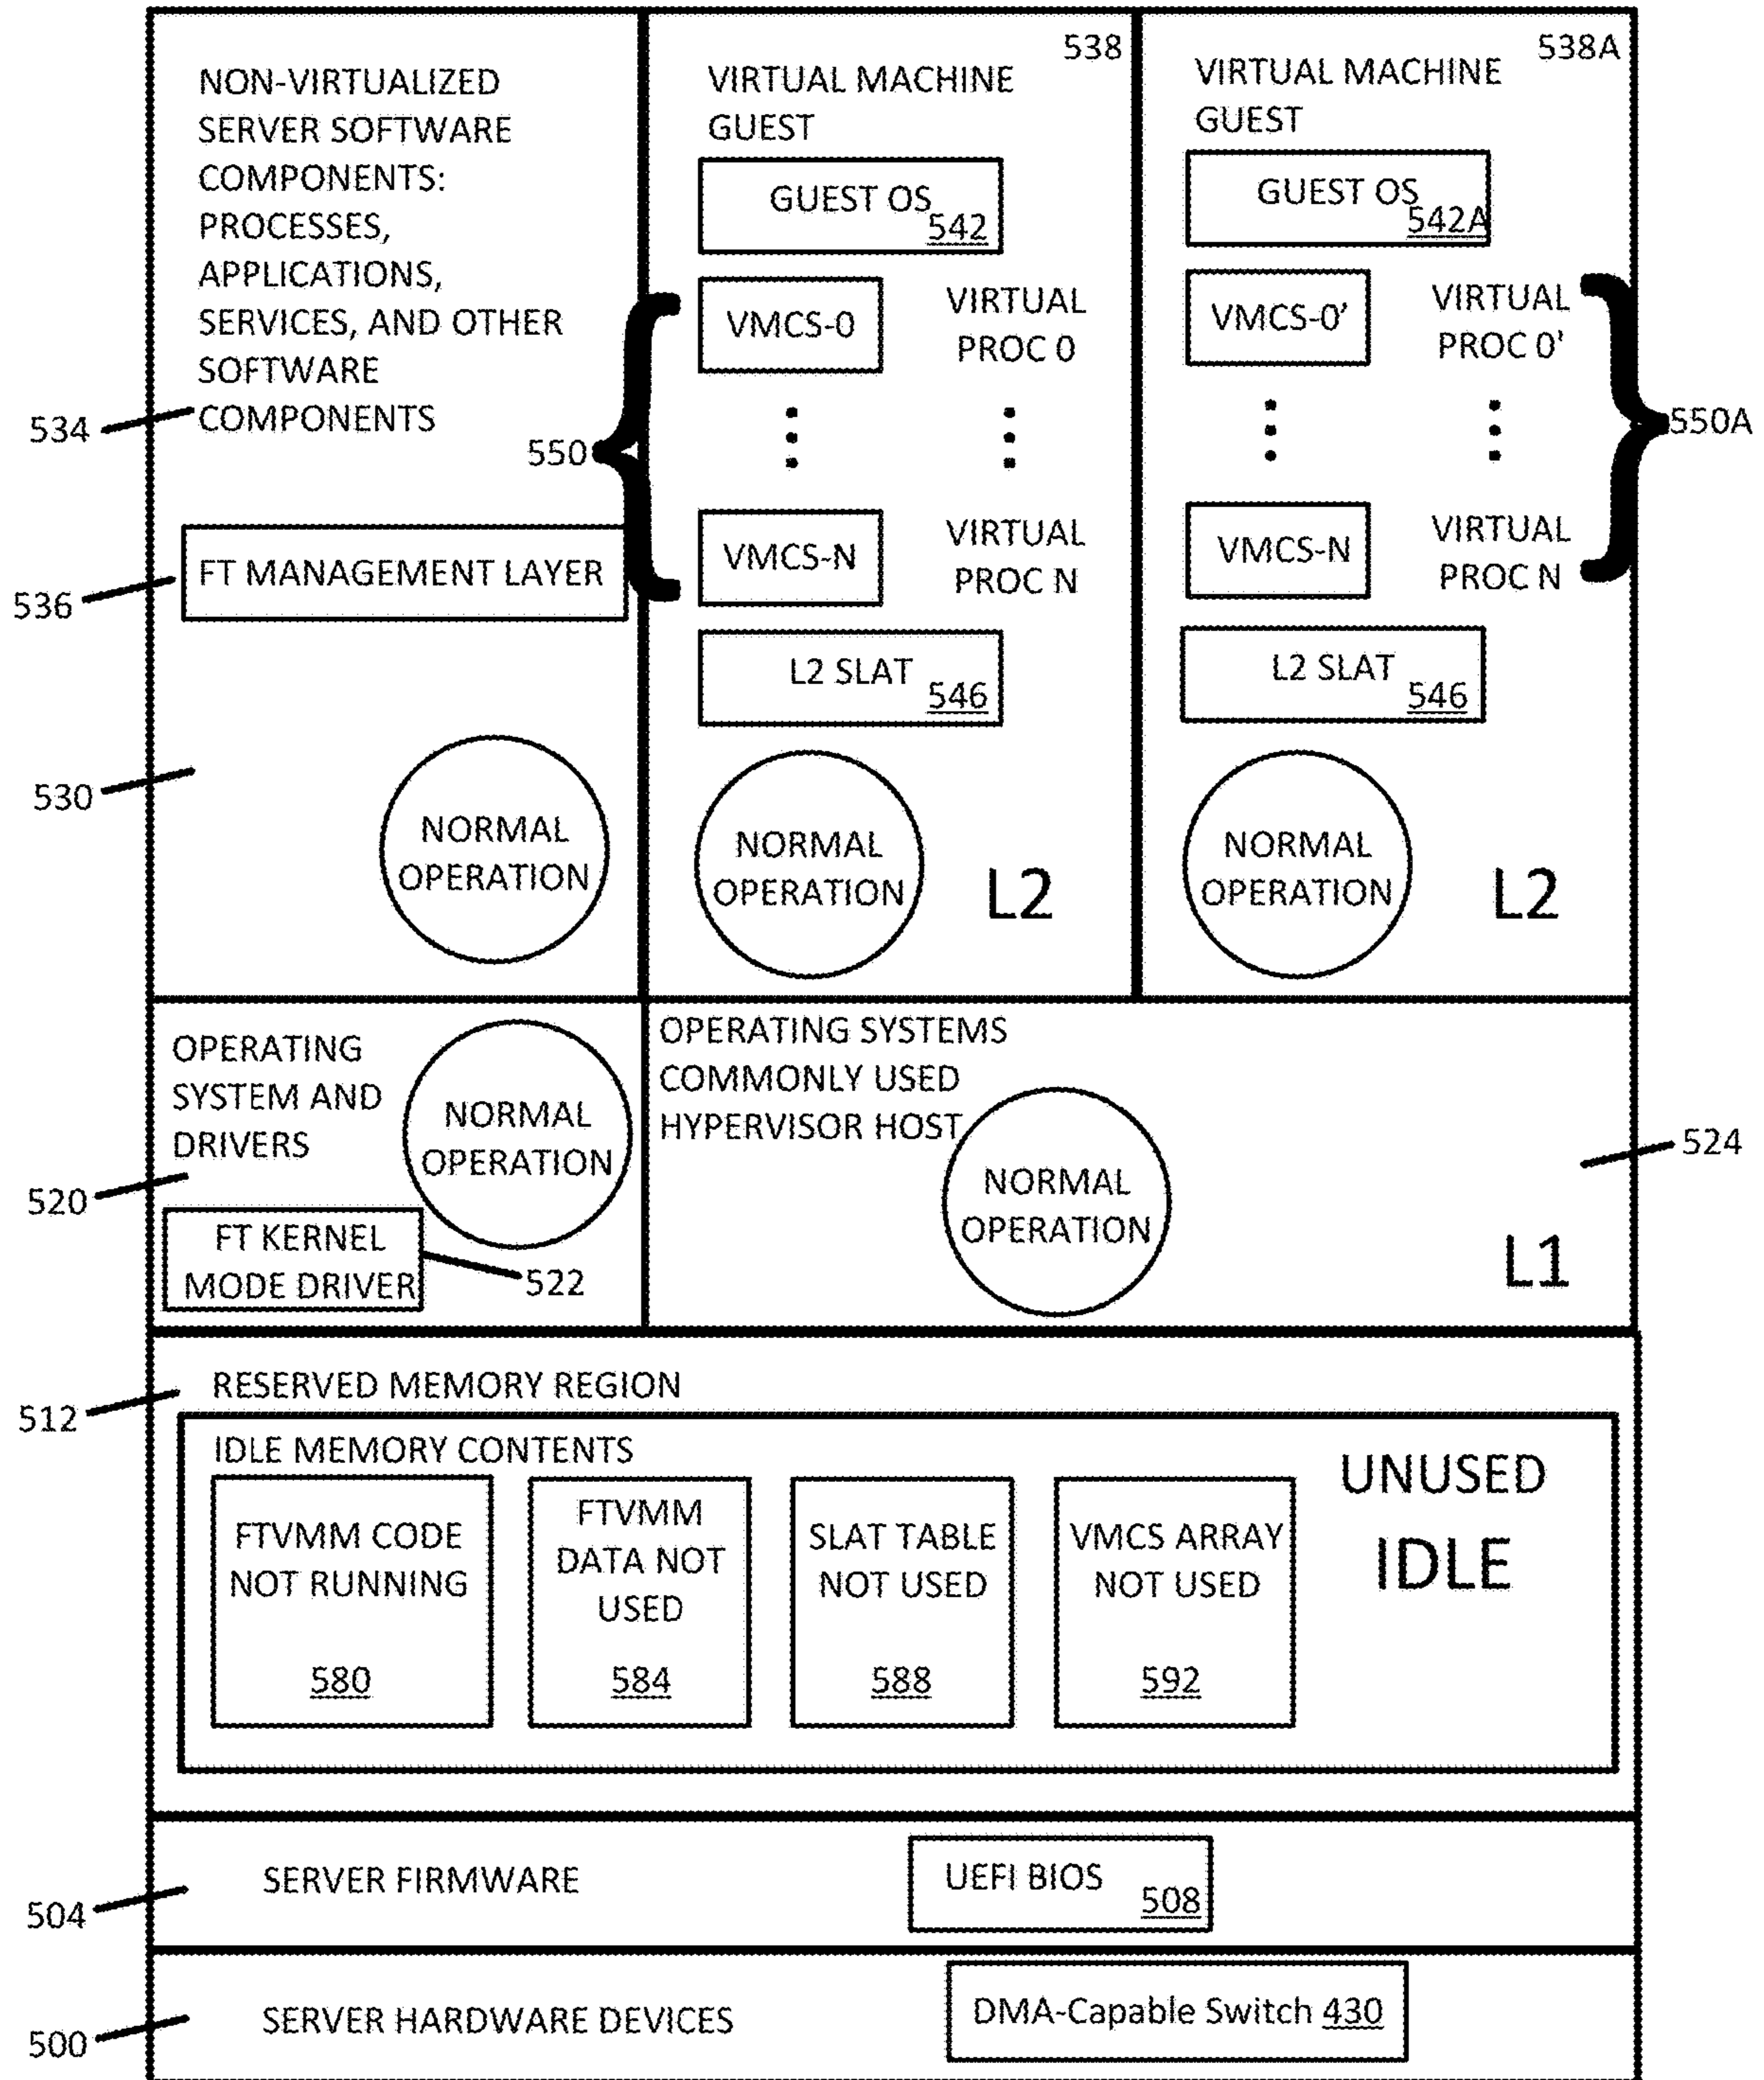 NON-VIRTUALIZED
SERVER SOFTWARE
COMPONENTS:
PROCESSES,
APPLICATIONS,
SERVICES, AND OTHER
SOFTWARE
COMPONENTS
534
FT MANAGEMENT LAYER
536
530
NORMAL
OPERATION
538
VIRTUAL MACHINE
GUEST
GUEST OS
542
550
VMCS-0
VIRTUAL
PROC 0
VMCS-N
VIRTUAL
PROC N
L2 SLAT
546
NORMAL
OPERATION
L2
538A
VIRTUAL MACHINE
GUEST
GUEST OS
542A
VMCS-0'
VIRTUAL
PROC 0'
550A
VMCS-N
VIRTUAL
PROC N
L2 SLAT
546
NORMAL
OPERATION
L2
OPERATING
SYSTEM AND
DRIVERS
NORMAL
OPERATION
520
FT KERNEL
MODE DRIVER
522
OPERATING SYSTEMS
COMMONLY USED
HYPERVISOR HOST
NORMAL
OPERATION
524
L1
RESERVED MEMORY REGION
512
IDLE MEMORY CONTENTS
FTVMM CODE
NOT RUNNING
580
FTVMM
DATA NOT
USED
584
SLAT TABLE
NOT USED
588
VMCS ARRAY
NOT USED
592
UNUSED
IDLE
SERVER FIRMWARE
504
UEFI BIOS
508
SERVER HARDWARE DEVICES
500
DMA-Capable Switch 430